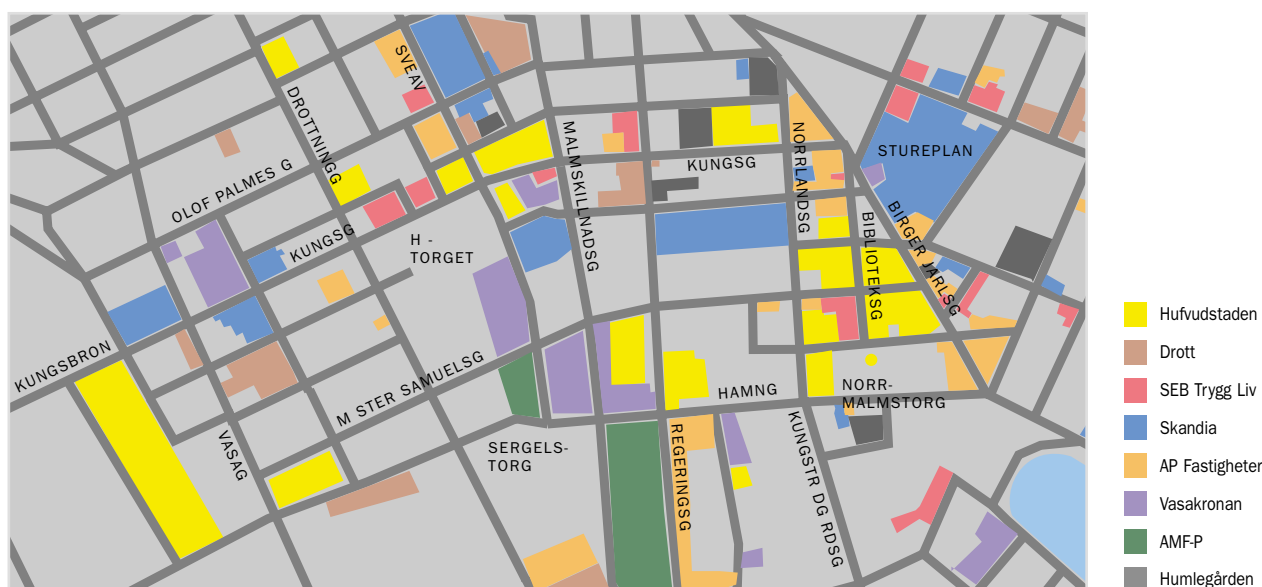 SVEAV
DROTTNINGG
MALMSKILLNADSG
NORRLANDSG
STUREPLAN
KUNGSG
OLOF PALMES G
BIRGER JARLSG
BIBLIOTEKSG
KUNGSG
H -
TORGET
KUNGSBRON
M STER SAMUELSG
HAMNG
NORR-
MALMSTORG
VASAG
SERGELS-
TORG
REGERINGSG
KUNGSTR DG RDSG
Hufvudstaden
Drott
SEB Trygg Liv
Skandia
AP Fastigheter
Vasakronan
AMF-P
Humlegården